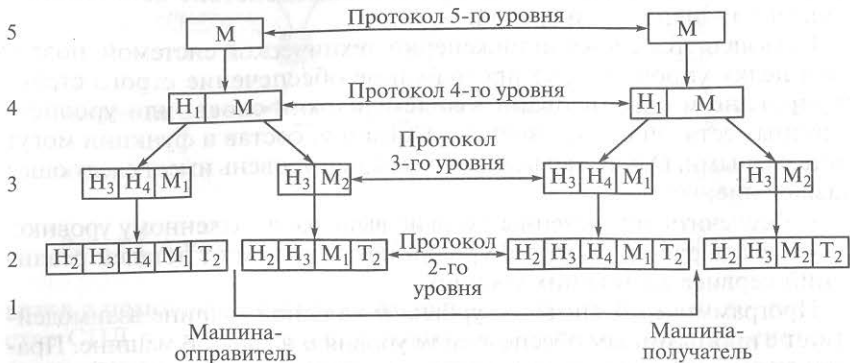 5 M Протокол 5-го уровня M
4 H₁ M Протокол 4-го уровня H₁ M
Протокол
3-го уровня
3 H₃ H₄ M₁ H₃ M₂ H₃ H₄ M₁ H₃ M₂
Протокол
2 H₂ H₃ H₄ M₁ T₂ H₂ H₃ M₁ T₂ 2-го H₂ H₃ H₄ M₁ T₂ H₂ H₃ M₂ T₂
уровня
1
Машина-
отправитель
Машина-
получатель